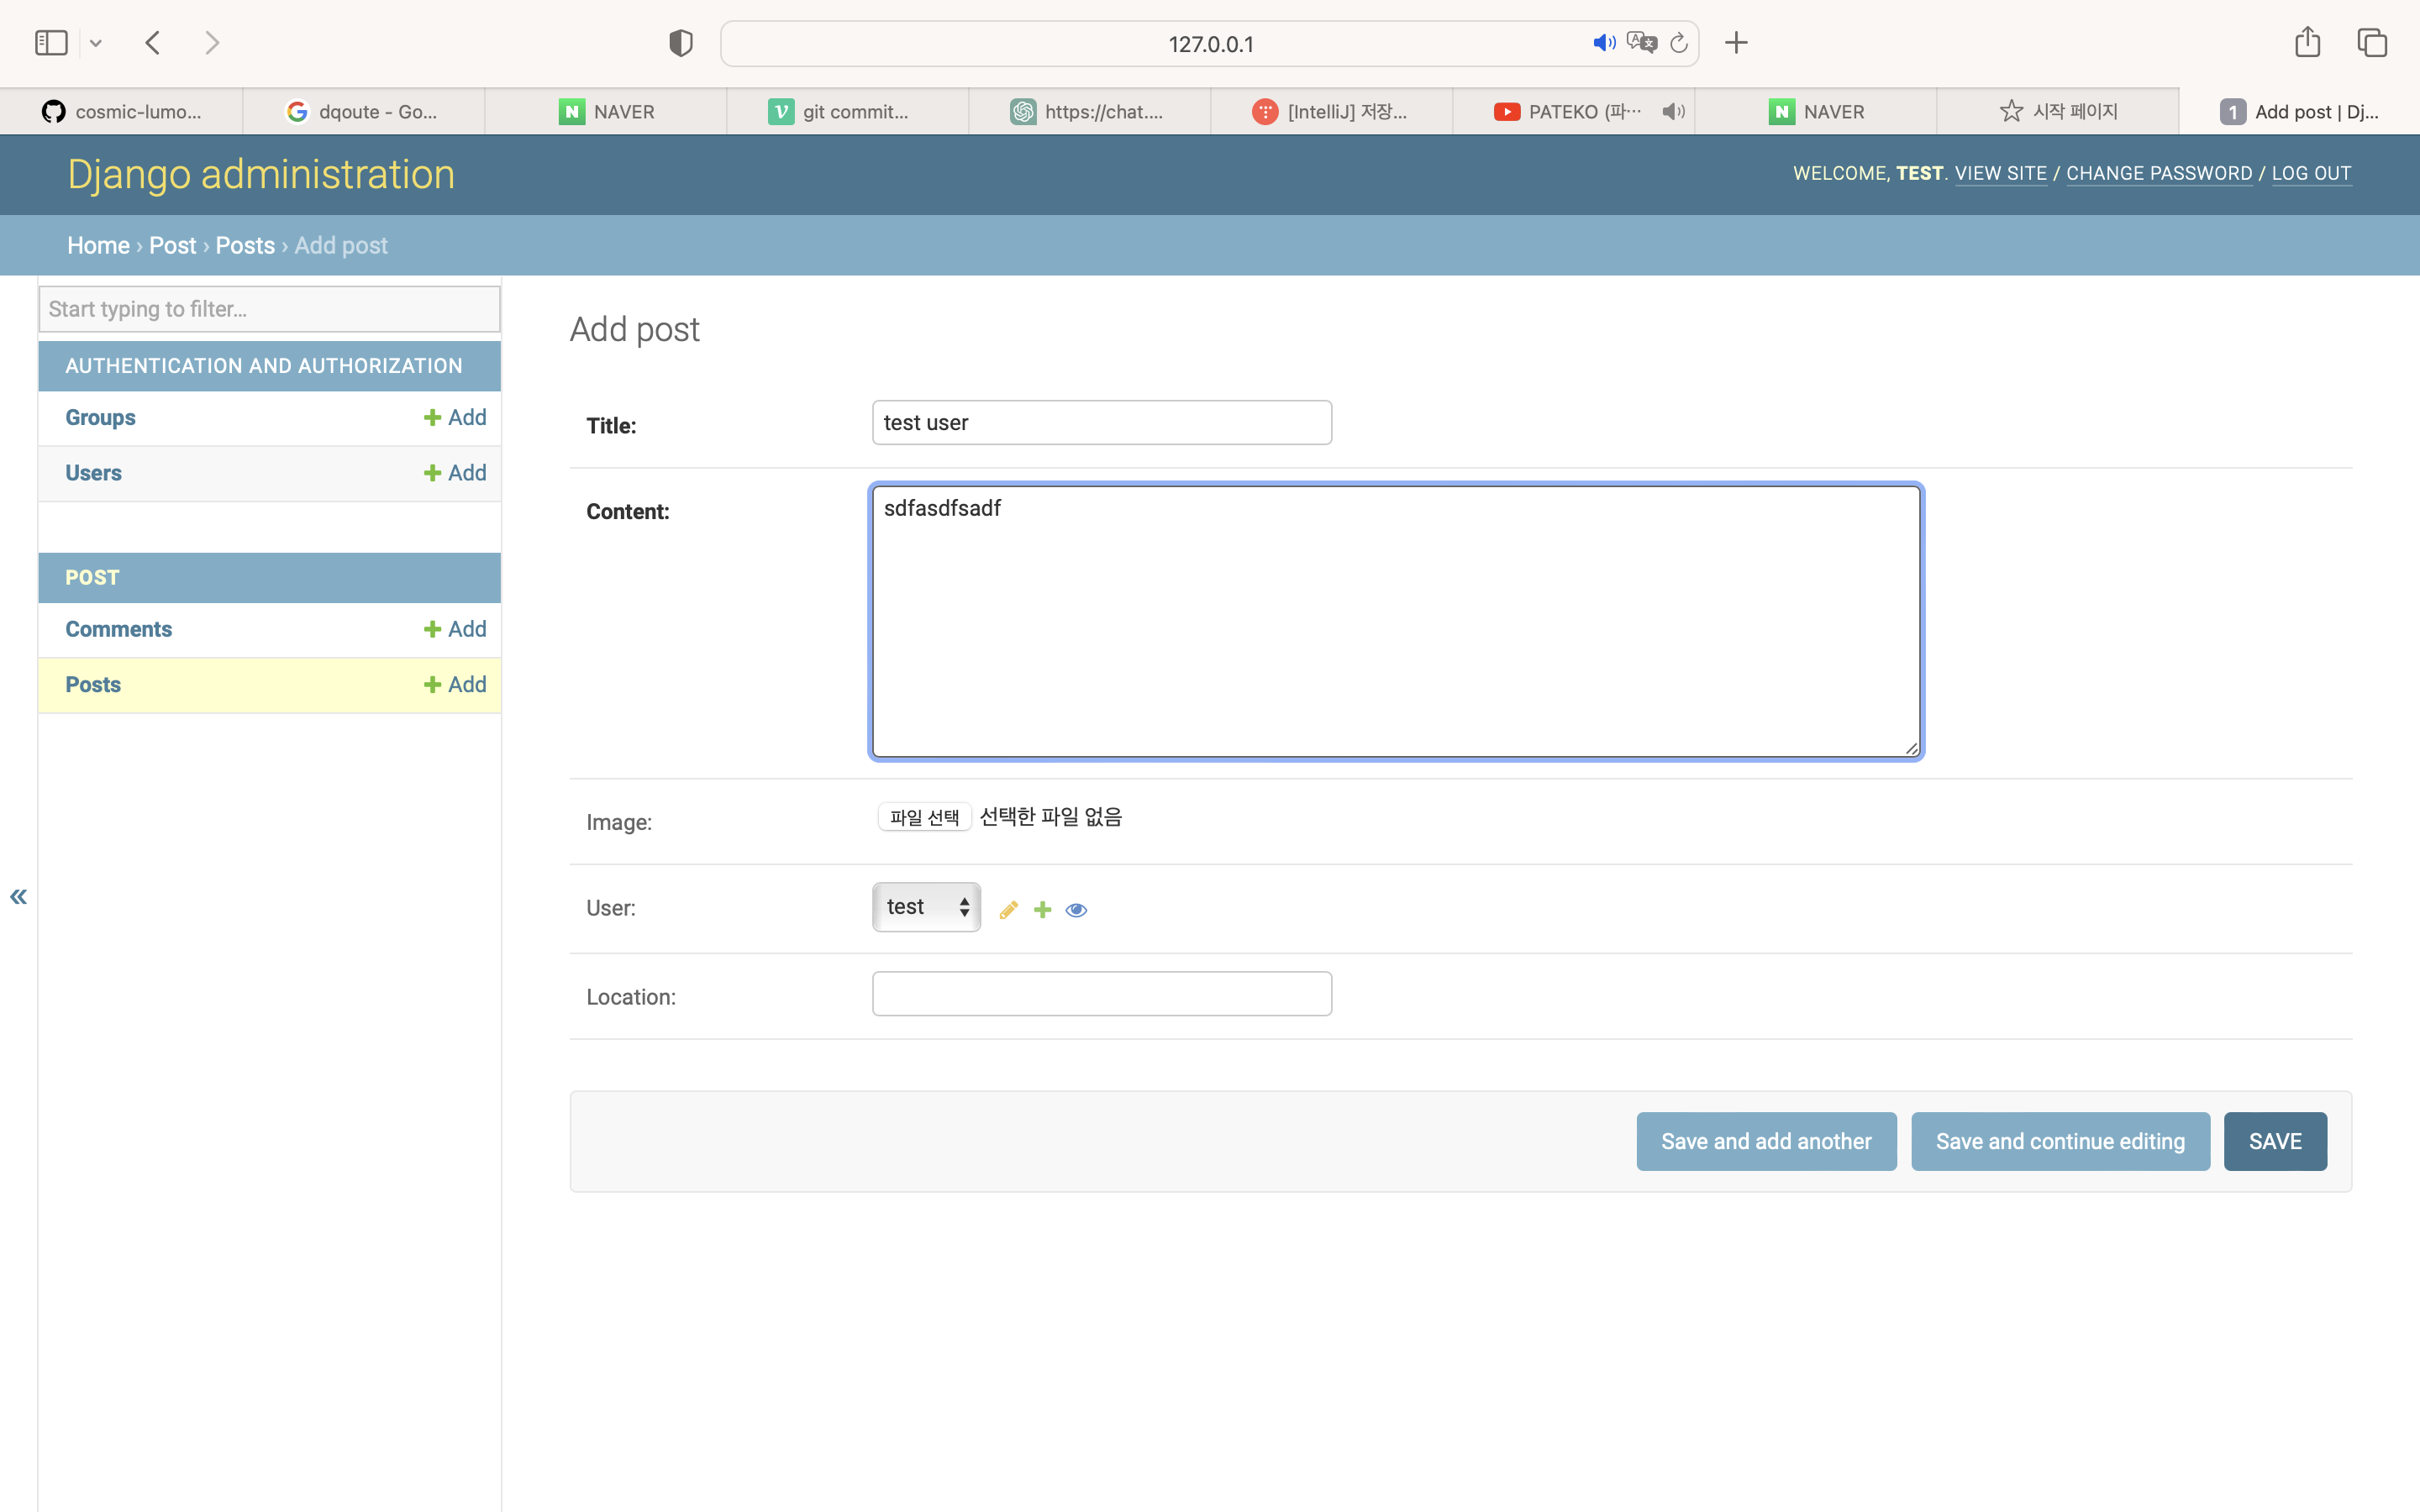 127.0.0.1
cosmic-lumo...
dqoute - Go...
NAVER
git commit...
https://chat....
[IntelliJ] 저장...
PATEKO (파...
NAVER
시작 페이지
1 Add post | Dj...
Django administration
WELCOME, TEST. VIEW SITE / CHANGE PASSWORD / LOG OUT
Home › Post › Posts › Add post
Start typing to filter...
AUTHENTICATION AND AUTHORIZATION
Groups + Add
Users + Add
POST
Comments + Add
Posts + Add
«
Add post
Title: test user
Content: sdfasdfsadf
Image: 파일 선택 선택한 파일 없음
User: test
Location:
Save and add another Save and continue editing SAVE